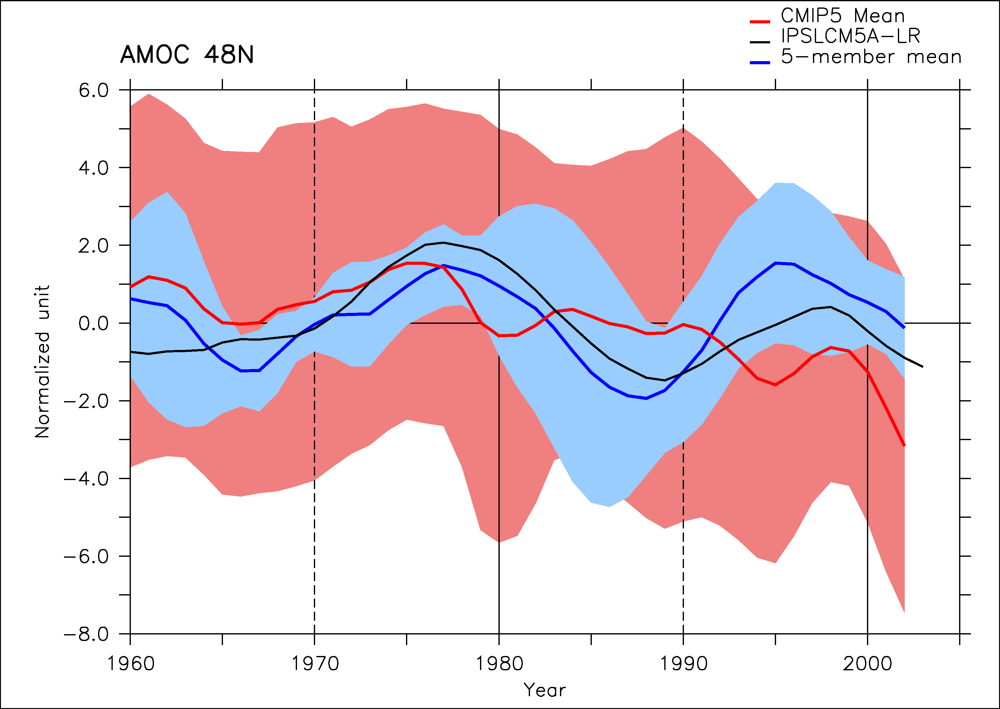 CMIP5 Mean
IPSLCM5A-LR
5-member mean
AMOC 48N
6.0
4.0
2.0
0.0
-2.0
-4.0
-6.0
-8.0
Normalized unit
1960 1970 1980 1990 2000
Year